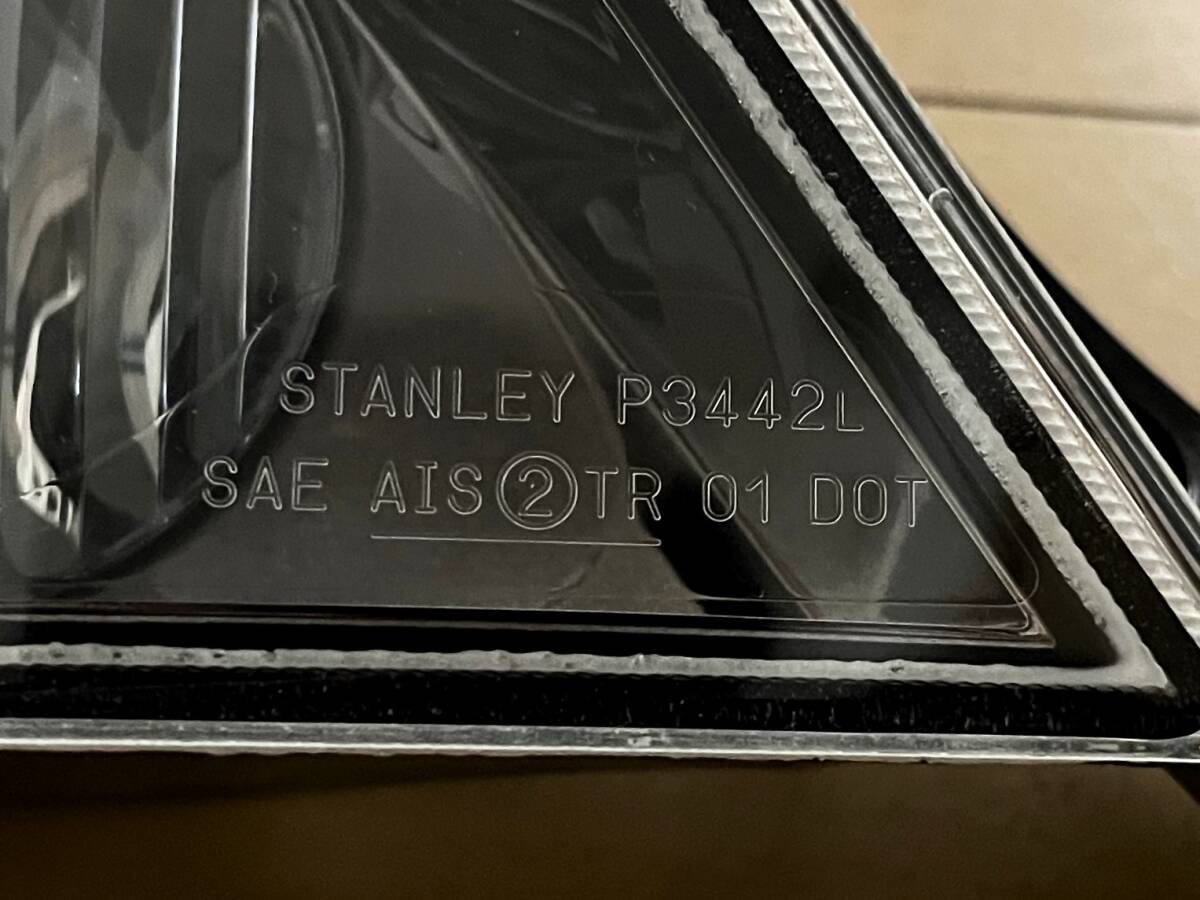 STANLEY P3442L
SAE AIS②TR 01 DOT